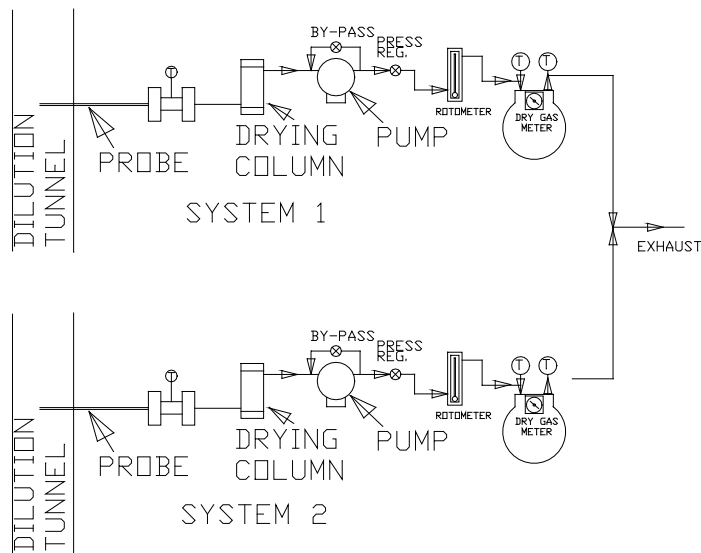 BY-PASS
PRESS
REG.
T
T
T
ROTOMETER
DRY GAS
METER
DILUTION
TUNNEL
PROBE
DRYING
COLUMN
PUMP
SYSTEM 1
EXHAUST
BY-PASS
PRESS
REG.
T
T
T
ROTOMETER
DRY GAS
METER
DILUTION
TUNNEL
PROBE
DRYING
COLUMN
PUMP
SYSTEM 2